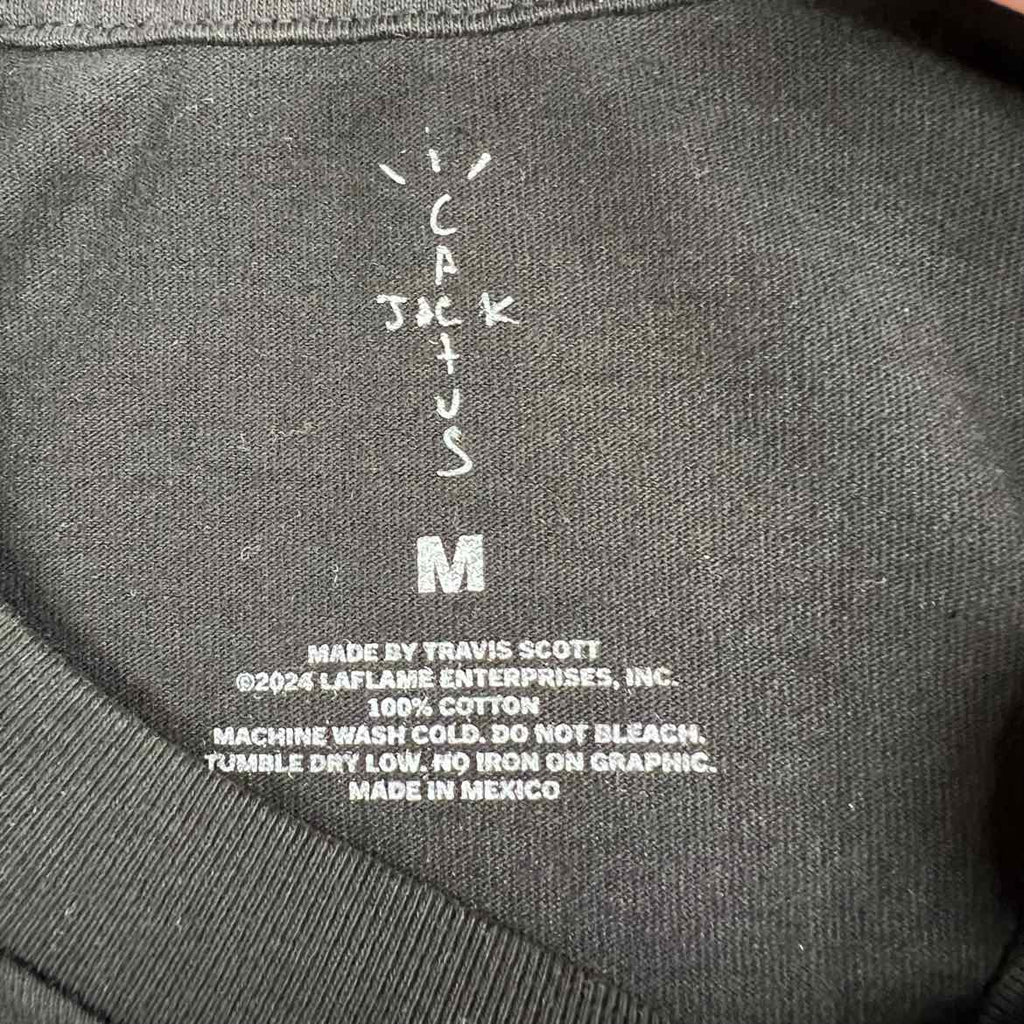 CACTUS
JACK
M
MADE BY TRAVIS SCOTT
©2024 LAFLAME ENTERPRISES, INC.
100% COTTON
MACHINE WASH COLD. DO NOT BLEACH.
TUMBLE DRY LOW. NO IRON ON GRAPHIC.
MADE IN MEXICO